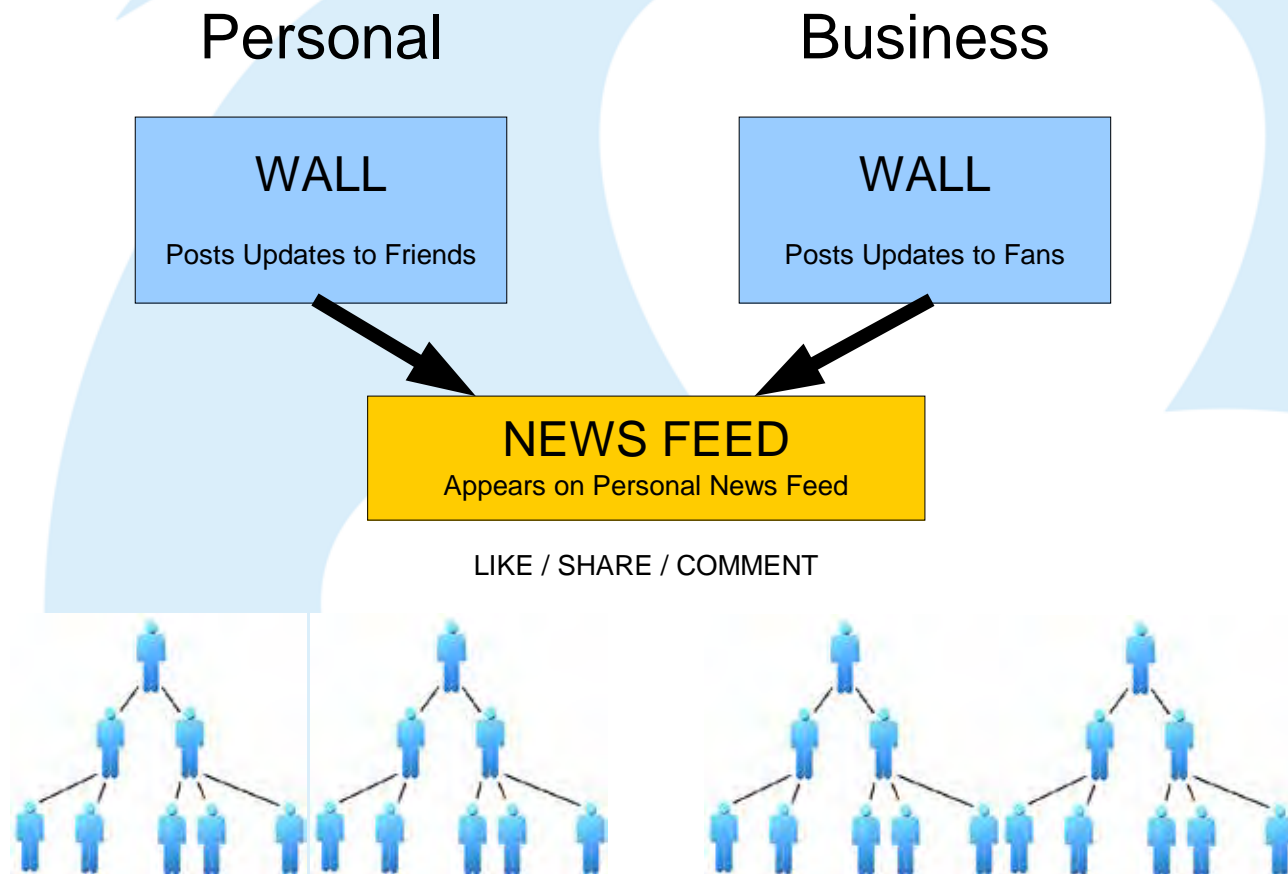 Personal
Business
WALL
Posts Updates to Friends
WALL
Posts Updates to Fans
NEWS FEED
Appears on Personal News Feed
LIKE / SHARE / COMMENT